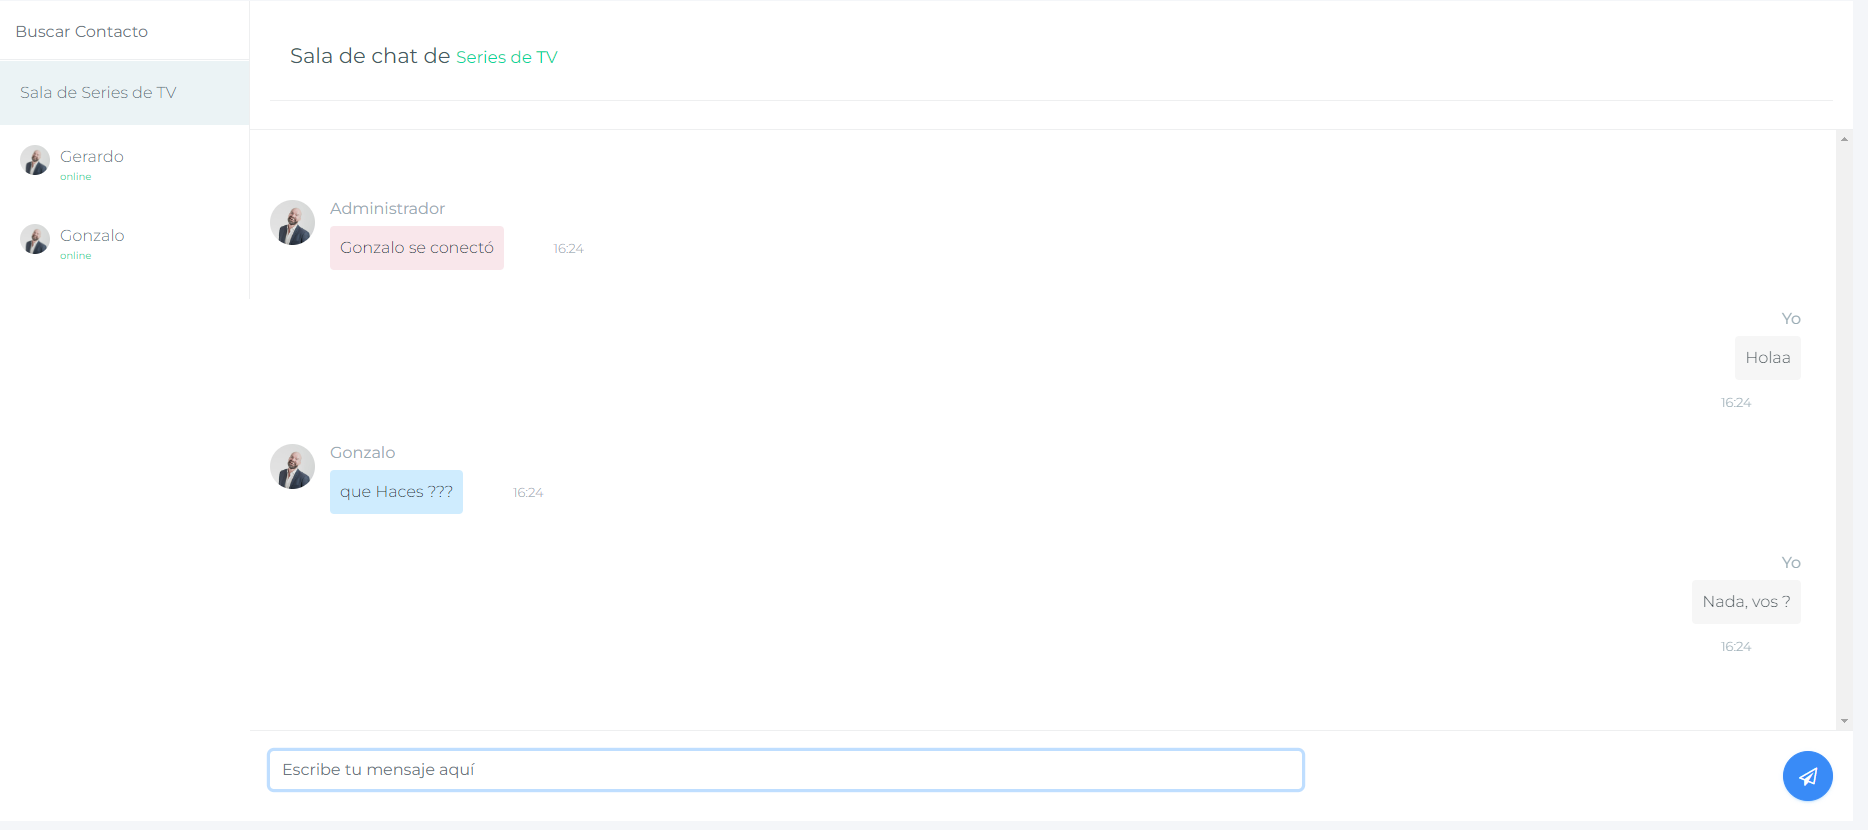 Buscar Contacto
Sala de Series de TV
Gerardo
online
Gonzalo
online
Sala de chat de Series de TV
Administrador
Gonzalo se conectó 16:24
Yo
Holaa
16:24
Gonzalo
que Haces ??? 16:24
Yo
Nada, vos ?
16:24
Escribe tu mensaje aquí